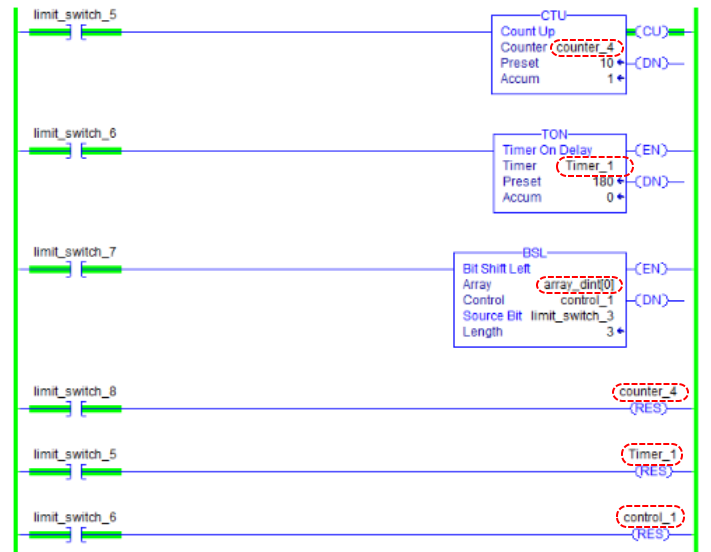 limit_switch_5
CTU
Count Up
(CU)
Counter counter_4
Preset 10
(DN)
Accum 1
limit_switch_6
TON
Timer On Delay
(EN)
Timer Timer_1
Preset 180
(DN)
Accum 0
limit_switch_7
BSL
Bit Shift Left
(EN)
Array array_dint[0]
Control control_1
(DN)
Source Bit limit_switch_3
Length 3
limit_switch_8
counter_4
(RES)
limit_switch_5
Timer_1
(RES)
limit_switch_6
control_1
(RES)